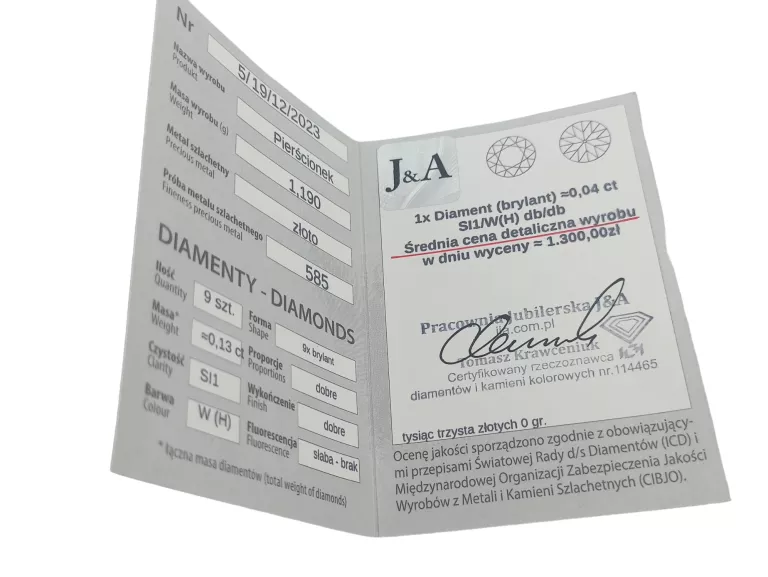 Nr
5/19/12/2023
Nazwa wyrobu
Produkt.
Pierścionek
Masa wyrobu (g)
Weight
1,190
Metal szlachetny
Precious metal
złoto
Próba metalu szlachetnego
Fineness precious metal
585
DIAMENTY - DIAMONDS
Ilość
Quantity
9 szt.
Forma
Shape
9x brylant
Masa*
Weight
≈0,13 ct
Proporcje
Proportions
dobre
Czystość
Clarity
SI1
Wykończenie
Finish
dobre
Barwa
Colour
W (H)
Fluorescencja
Fluorescence
słaba - brak
* łączna masa diamentów (total weight of diamonds)
J&A
1x Diament (brylant) ≈0,04 ct
SI1/W(H) db/db
Średnia cena detaliczna wyrobu
w dniu wyceny ≈ 1.300,00zł
Pracownia Jubilerska J&A
Tomasz Krawceniuk
Certyfikowany rzeczoznawca
diamentów i kamieni kolorowych nr.114465
tysiąc trzysta złotych 0 gr.
Ocenę jakości sporządzono zgodnie z obowiązujący-
mi przepisami Światowej Rady d/s Diamentów (ICD) i
Międzynarodowej Organizacji Zabezpieczenia Jakości
Wyrobów z Metali i Kamieni Szlachetnych (CIBJO).